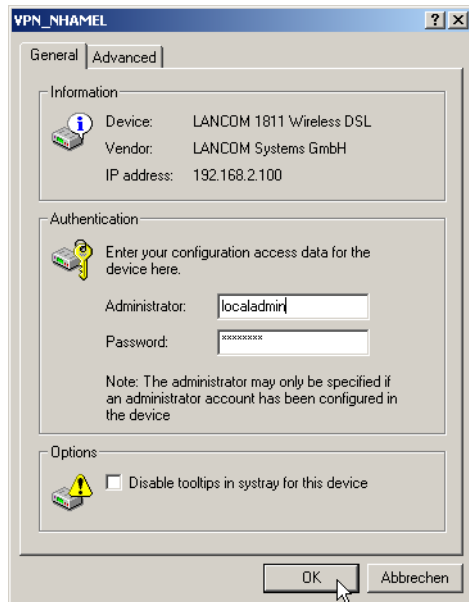 VPN_NHAMEL
General Advanced
Information
Device: LANCOM 1811 Wireless DSL
Vendor: LANCOM Systems GmbH
IP address: 192.168.2.100
Authentication
Enter your configuration access data for the
device here.
Administrator: localadmin
Password: ********
Note: The administrator may only be specified if
an administrator account has been configured in
the device
Options
Disable tooltips in systray for this device
OK Abbrechen